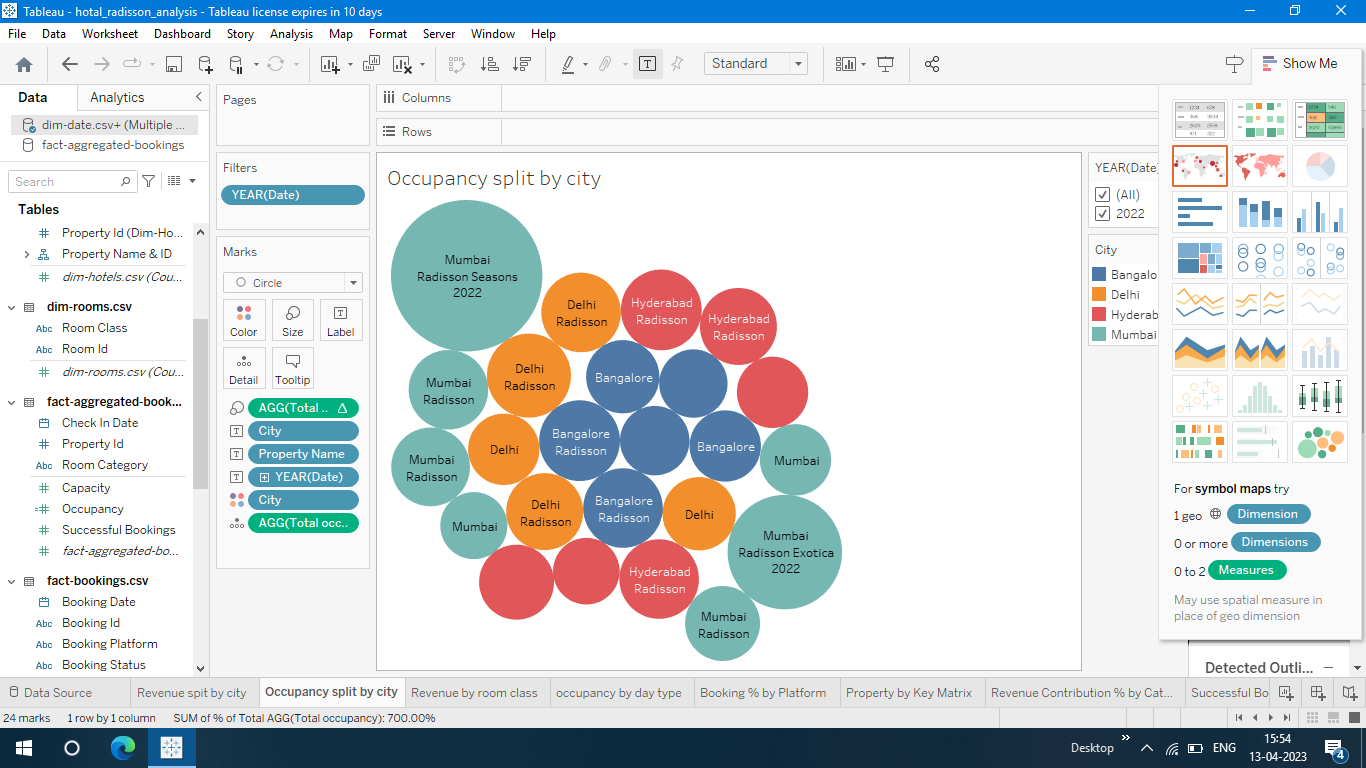 Tableau - hotal_radisson_analysis - Tableau license expires in 10 days
File Data Worksheet Dashboard Story Analysis Map Format Server Window Help
Standard
Show Me
Data Analytics
dim-date.csv+ (Multiple ...
fact-aggregated-bookings
Search
Tables
Property Id (Dim-Ho...
Property Name & ID
dim-hotels.csv (Cou...
dim-rooms.csv
Abc Room Class
Abc Room Id
dim-rooms.csv (Cou...
fact-aggregated-book...
Check In Date
Property Id
Abc Room Category
Capacity
Occupancy
Successful Bookings
fact-aggregated-bo...
fact-bookings.csv
Booking Date
Abc Booking Id
Abc Booking Platform
Abc Booking Status
Pages
Filters
YEAR(Date)
Marks
Circle
Color Size Label
Detail Tooltip
AGG(Total ..
City
Property Name
YEAR(Date)
City
AGG(Total occ..
Columns
Rows
Occupancy split by city
Mumbai
Radisson Seasons
2022
Delhi
Radisson
Hyderabad
Radisson
Hyderabad
Radisson
Mumbai
Radisson
Delhi
Radisson
Bangalore
Mumbai
Radisson
Delhi
Bangalore
Radisson
Bangalore
Mumbai
Mumbai
Delhi
Radisson
Bangalore
Radisson
Delhi
Mumbai
Radisson Exotica
2022
Hyderabad
Radisson
Mumbai
Radisson
YEAR(Date)
(All)
2022
City
Bangalo
Delhi
Hyderab
Mumbai
For symbol maps try
1 geo Dimension
0 or more Dimensions
0 to 2 Measures
May use spatial measure in
place of geo dimension
Detected Outli...
Data Source Revenue spit by city Occupancy split by city Revenue by room class occupancy by day type Booking % by Platform Property by Key Matrix Revenue Contribution % by Cat... Successful Bo
24 marks 1 row by 1 column SUM of % of Total AGG(Total occupancy): 700.00%
Desktop ENG 15:54
13-04-2023
4